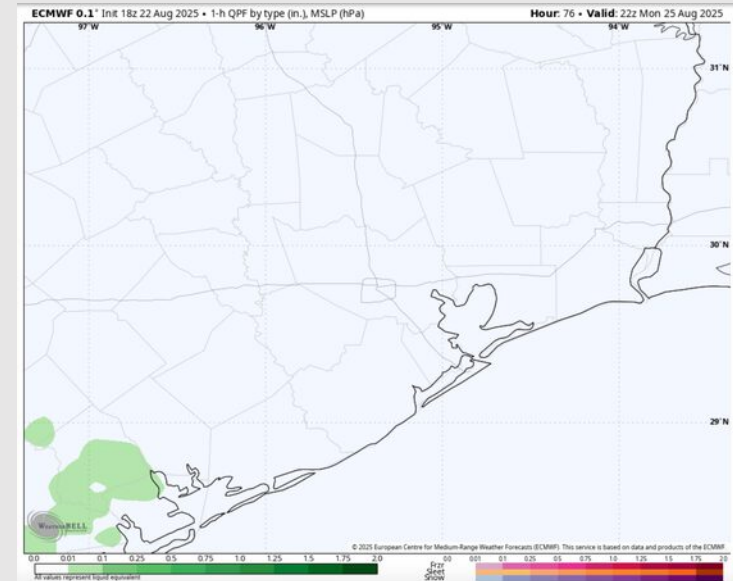 ECMWF 0.1° Init 18z 22 Aug 2025 • 1-h QPF by type (in.), MSLP (hPa) Hour: 76 • Valid: 22z Mon 25 Aug 2025
97°W 96°W 95°W 94°W
31°N
30°N
29°N
WeatherBELL
© 2025 European Centre for Medium-Range Weather Forecasts (ECMWF). This service is based on data and products of the ECMWF
0.0 0.01 0.1 0.25 0.5 0.75 1.0 1.25 1.5 1.75 2.0
Frzr
Sleet
Snow
All values represent liquid equivalent